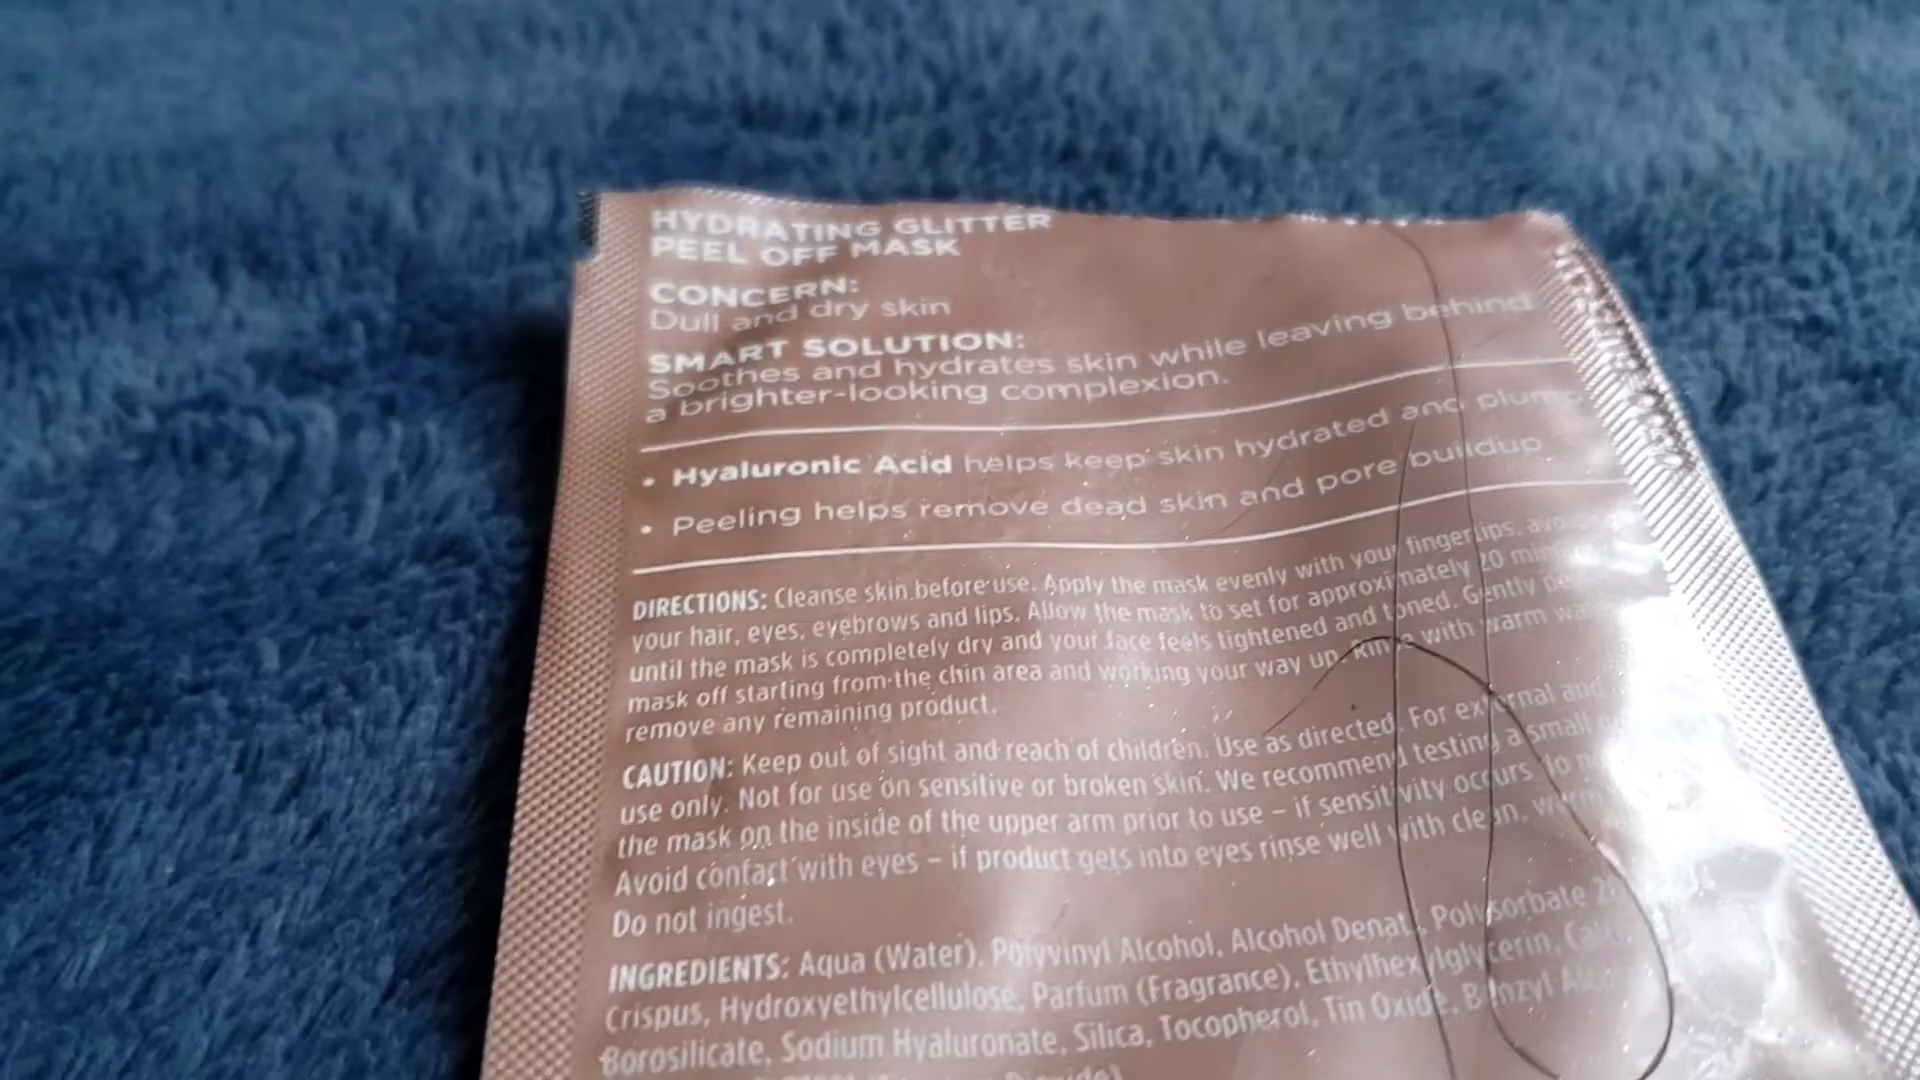 HYDRATING GLITTER
PEEL OFF MASK
CONCERN:
Dull and dry skin
SMART SOLUTION:
Soothes and hydrates skin while leaving behind
a brighter-looking complexion.
• Hyaluronic Acid helps keep skin hydrated and plump
• Peeling helps remove dead skin and pore buildup
DIRECTIONS: Cleanse skin before use. Apply the mask evenly with your fingertips,
your hair, eyes, eyebrows and lips. Allow the mask to set for approximately 20
until the mask is completely dry and your face feels tightened and toned. Gently
mask off starting from the chin area and working your way up. Rinse with warm
remove any remaining product.
CAUTION: Keep out of sight and reach of children. Use as directed. For external and
use only. Not for use on sensitive or broken skin. We recommend testing a small
the mask on the inside of the upper arm prior to use – if sensitivity occurs do
Avoid contact with eyes – if product gets into eyes rinse well with clean, warm
Do not ingest.
INGREDIENTS: Aqua (Water), Polyvinyl Alcohol, Alcohol Denat., Polysorbate
Crispus, Hydroxyethylcellulose, Parfum (Fragrance), Ethylhexylglycerin,
Borosilicate, Sodium Hyaluronate, Silica, Tocopherol, Tin Oxide, Benzyl